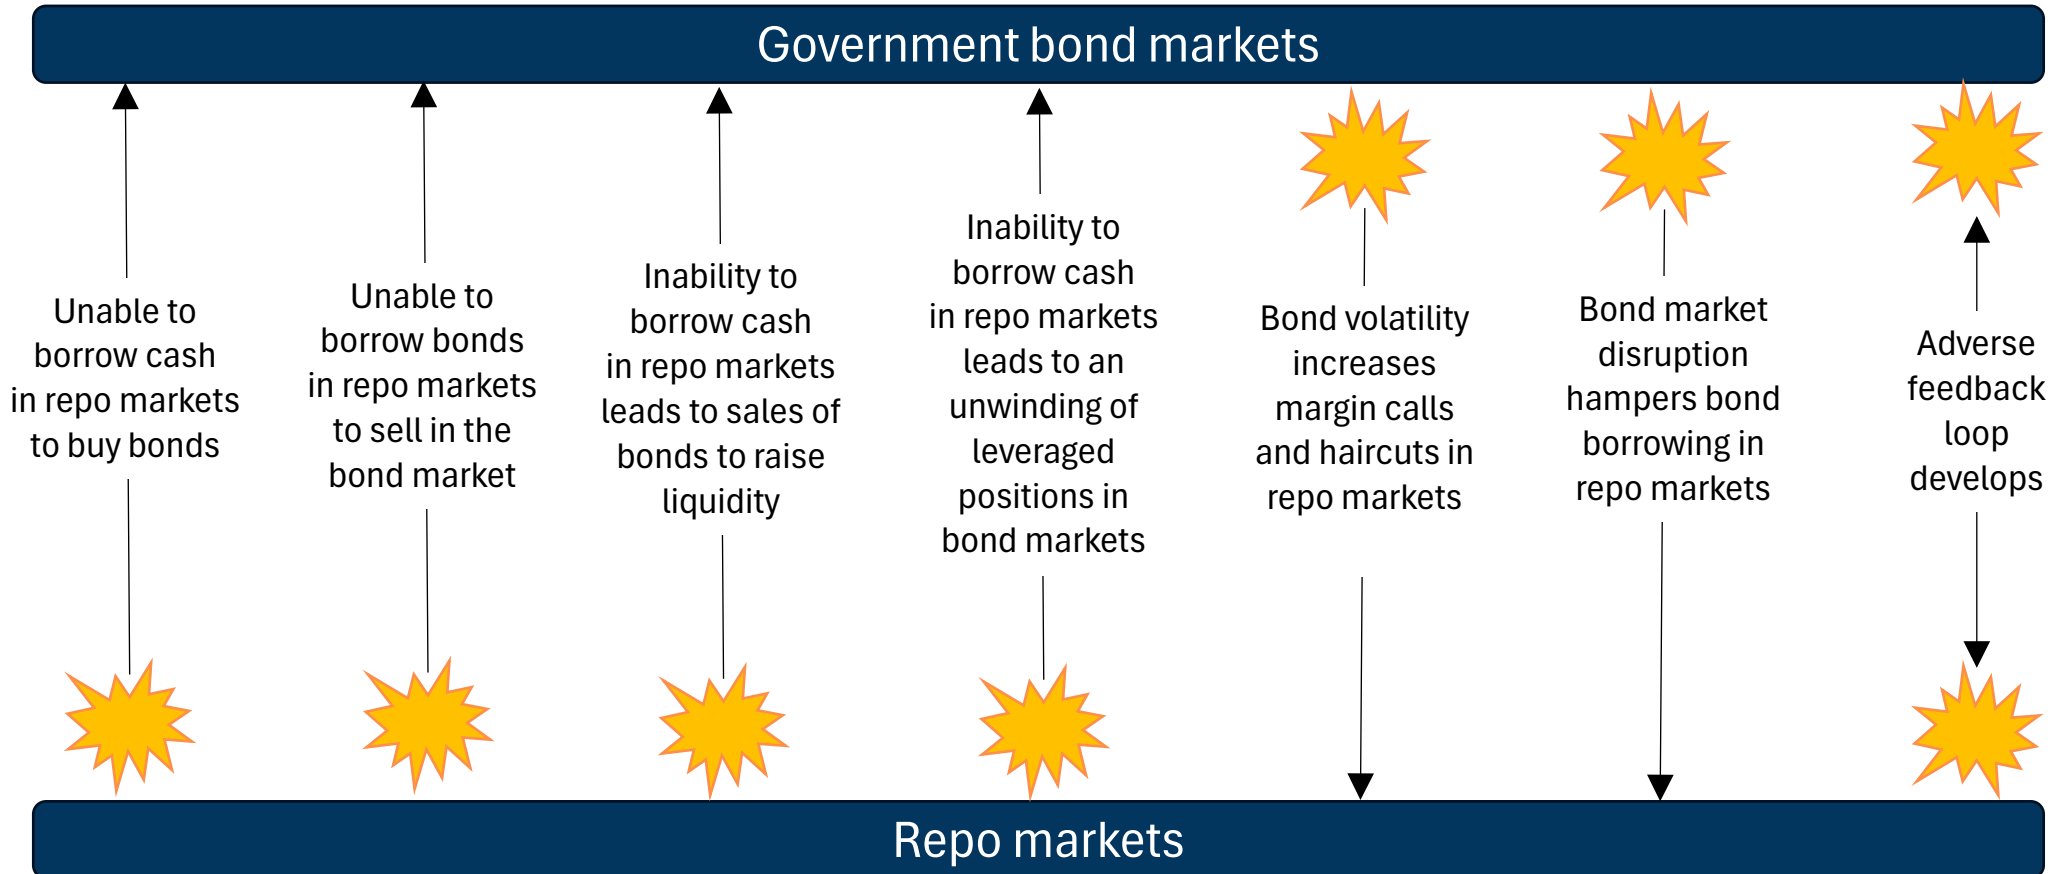 Government bond markets
Unable to
borrow cash
in repo markets
to buy bonds
Unable to
borrow bonds
in repo markets
to sell in the
bond market
Inability to
borrow cash
in repo markets
leads to sales of
bonds to raise
liquidity
Inability to
borrow cash
in repo markets
leads to an
unwinding of
leveraged
positions in
bond markets
Bond volatility
increases
margin calls
and haircuts in
repo markets
Bond market
disruption
hampers bond
borrowing in
repo markets
Adverse
feedback
loop
develops
Repo markets